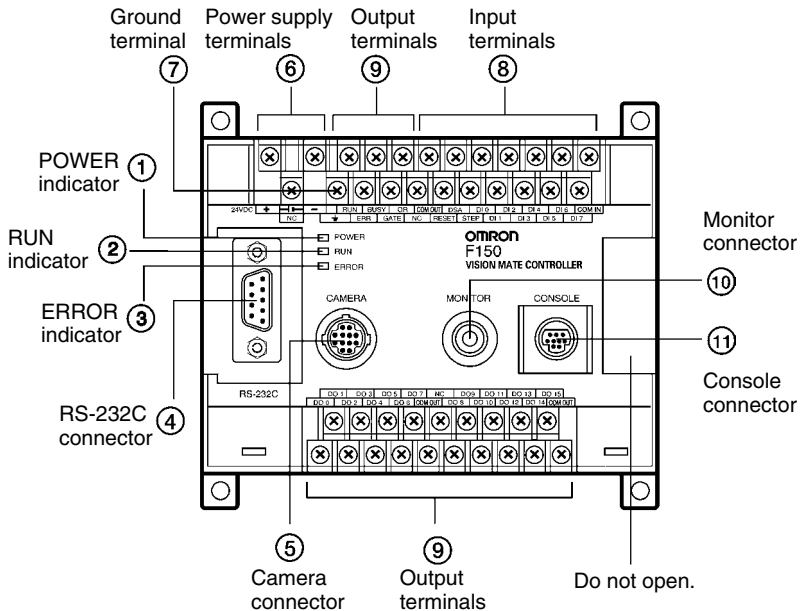 Ground terminal
7
Power supply terminals
6
Output terminals
9
Input terminals
8
POWER indicator
1
RUN indicator
2
ERROR indicator
3
RS-232C connector
4
24VDC + – NC
RUN BUSY OR COM OUT DSA DI 0 DI 2 DI 4 DI 6 COM IN
ERR GATE NC RESET STEP DI 1 DI 3 DI 5 DI 7
POWER
RUN
ERROR
OMRON
F150
VISION MATE CONTROLLER
CAMERA
MONITOR
CONSOLE
RS-232C
DO 1 DO 3 DO 5 DO 7 NC DO9 DO 11 DO 13 DO 15
DO 0 DO 2 DO 4 DO 6 COM OUT DO 8 DO 10 DO 12 DO 14 COM OUT
Monitor connector
10
11
Console connector
5
Camera connector
9
Output terminals
Do not open.